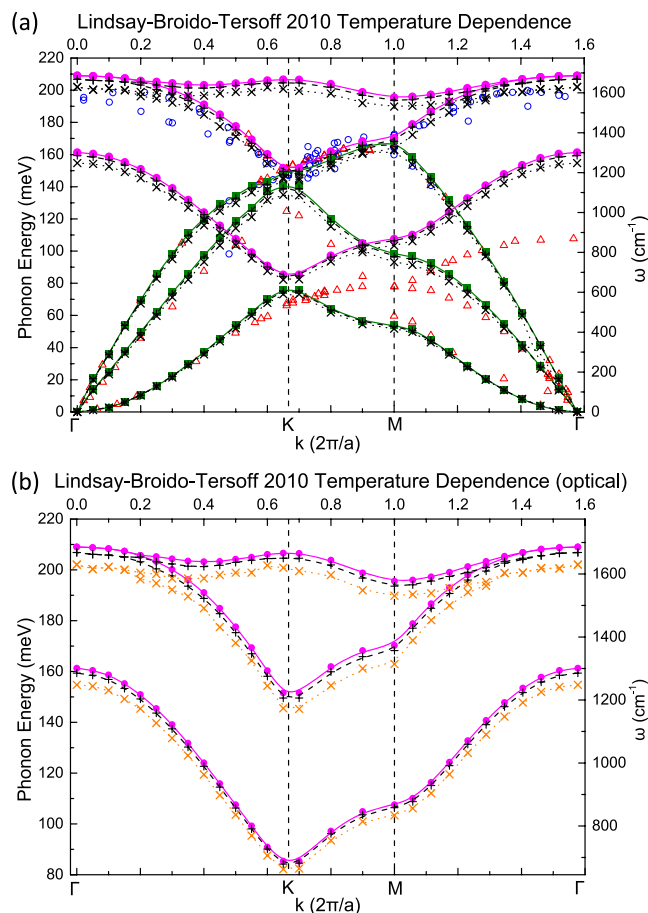 (a)
Lindsay-Broido-Tersoff 2010 Temperature Dependence
0.0 0.2 0.4 0.6 0.8 1.0 1.2 1.4 1.6
220
200
180
160
140
120
100
80
60
40
20
0
Phonon Energy (meV)
1600
1400
1200
1000
800
600
400
200
0
ω (cm⁻¹)
Γ K M Γ
k (2π/a)
(b)
Lindsay-Broido-Tersoff 2010 Temperature Dependence (optical)
0.0 0.2 0.4 0.6 0.8 1.0 1.2 1.4 1.6
220
200
180
160
140
120
100
80
Phonon Energy (meV)
1600
1400
1200
1000
800
ω (cm⁻¹)
Γ K M Γ
k (2π/a)